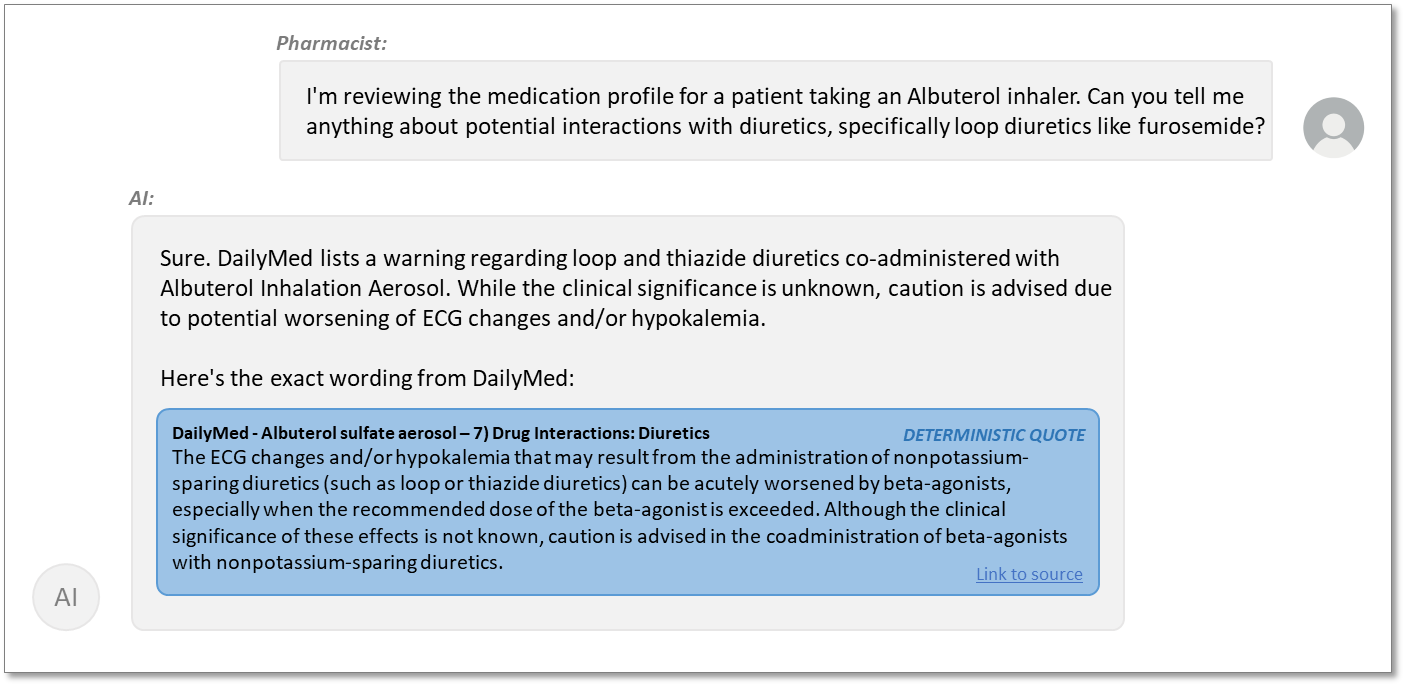 Pharmacist:
I'm reviewing the medication profile for a patient taking an Albuterol inhaler. Can you tell me
anything about potential interactions with diuretics, specifically loop diuretics like furosemide?
AI:
Sure. DailyMed lists a warning regarding loop and thiazide diuretics co-administered with
Albuterol Inhalation Aerosol. While the clinical significance is unknown, caution is advised due
to potential worsening of ECG changes and/or hypokalemia.
Here's the exact wording from DailyMed:
DailyMed - Albuterol sulfate aerosol – 7) Drug Interactions: Diuretics
DETERMINISTIC QUOTE
The ECG changes and/or hypokalemia that may result from the administration of nonpotassium-
sparing diuretics (such as loop or thiazide diuretics) can be acutely worsened by beta-agonists,
especially when the recommended dose of the beta-agonist is exceeded. Although the clinical
significance of these effects is not known, caution is advised in the coadministration of beta-agonists
with nonpotassium-sparing diuretics.
Link to source
AI